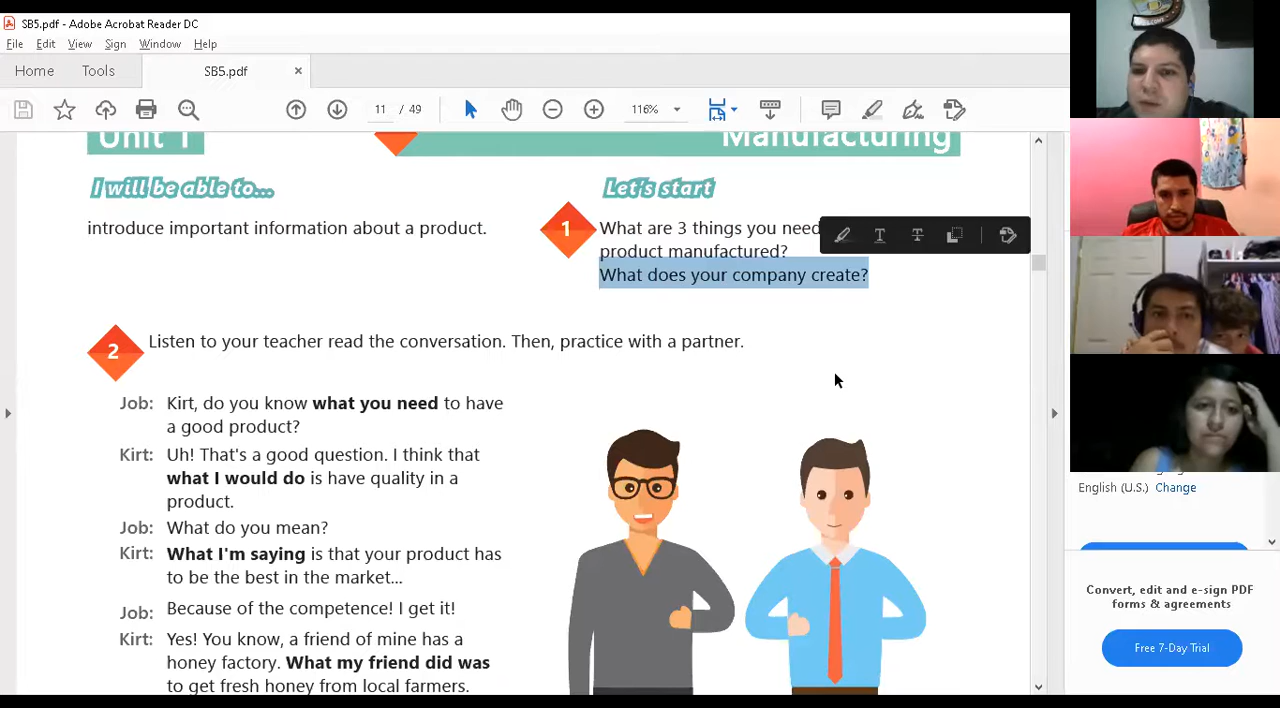 SB5.pdf - Adobe Acrobat Reader DC
File Edit View Sign Window Help
Home Tools SB5.pdf ×
11 / 49 116%
Unit 1 Manufacturing
I will be able to...
introduce important information about a product.
Let's start
1 What are 3 things you need
product manufactured?
What does your company create?
2 Listen to your teacher read the conversation. Then, practice with a partner.
Job: Kirt, do you know what you need to have
a good product?
Kirt: Uh! That's a good question. I think that
what I would do is have quality in a
product.
Job: What do you mean?
Kirt: What I'm saying is that your product has
to be the best in the market...
Job: Because of the competence! I get it!
Kirt: Yes! You know, a friend of mine has a
honey factory. What my friend did was
to get fresh honey from local farmers.
English (U.S.) Change
Convert, edit and e-sign PDF
forms & agreements
Free 7-Day Trial